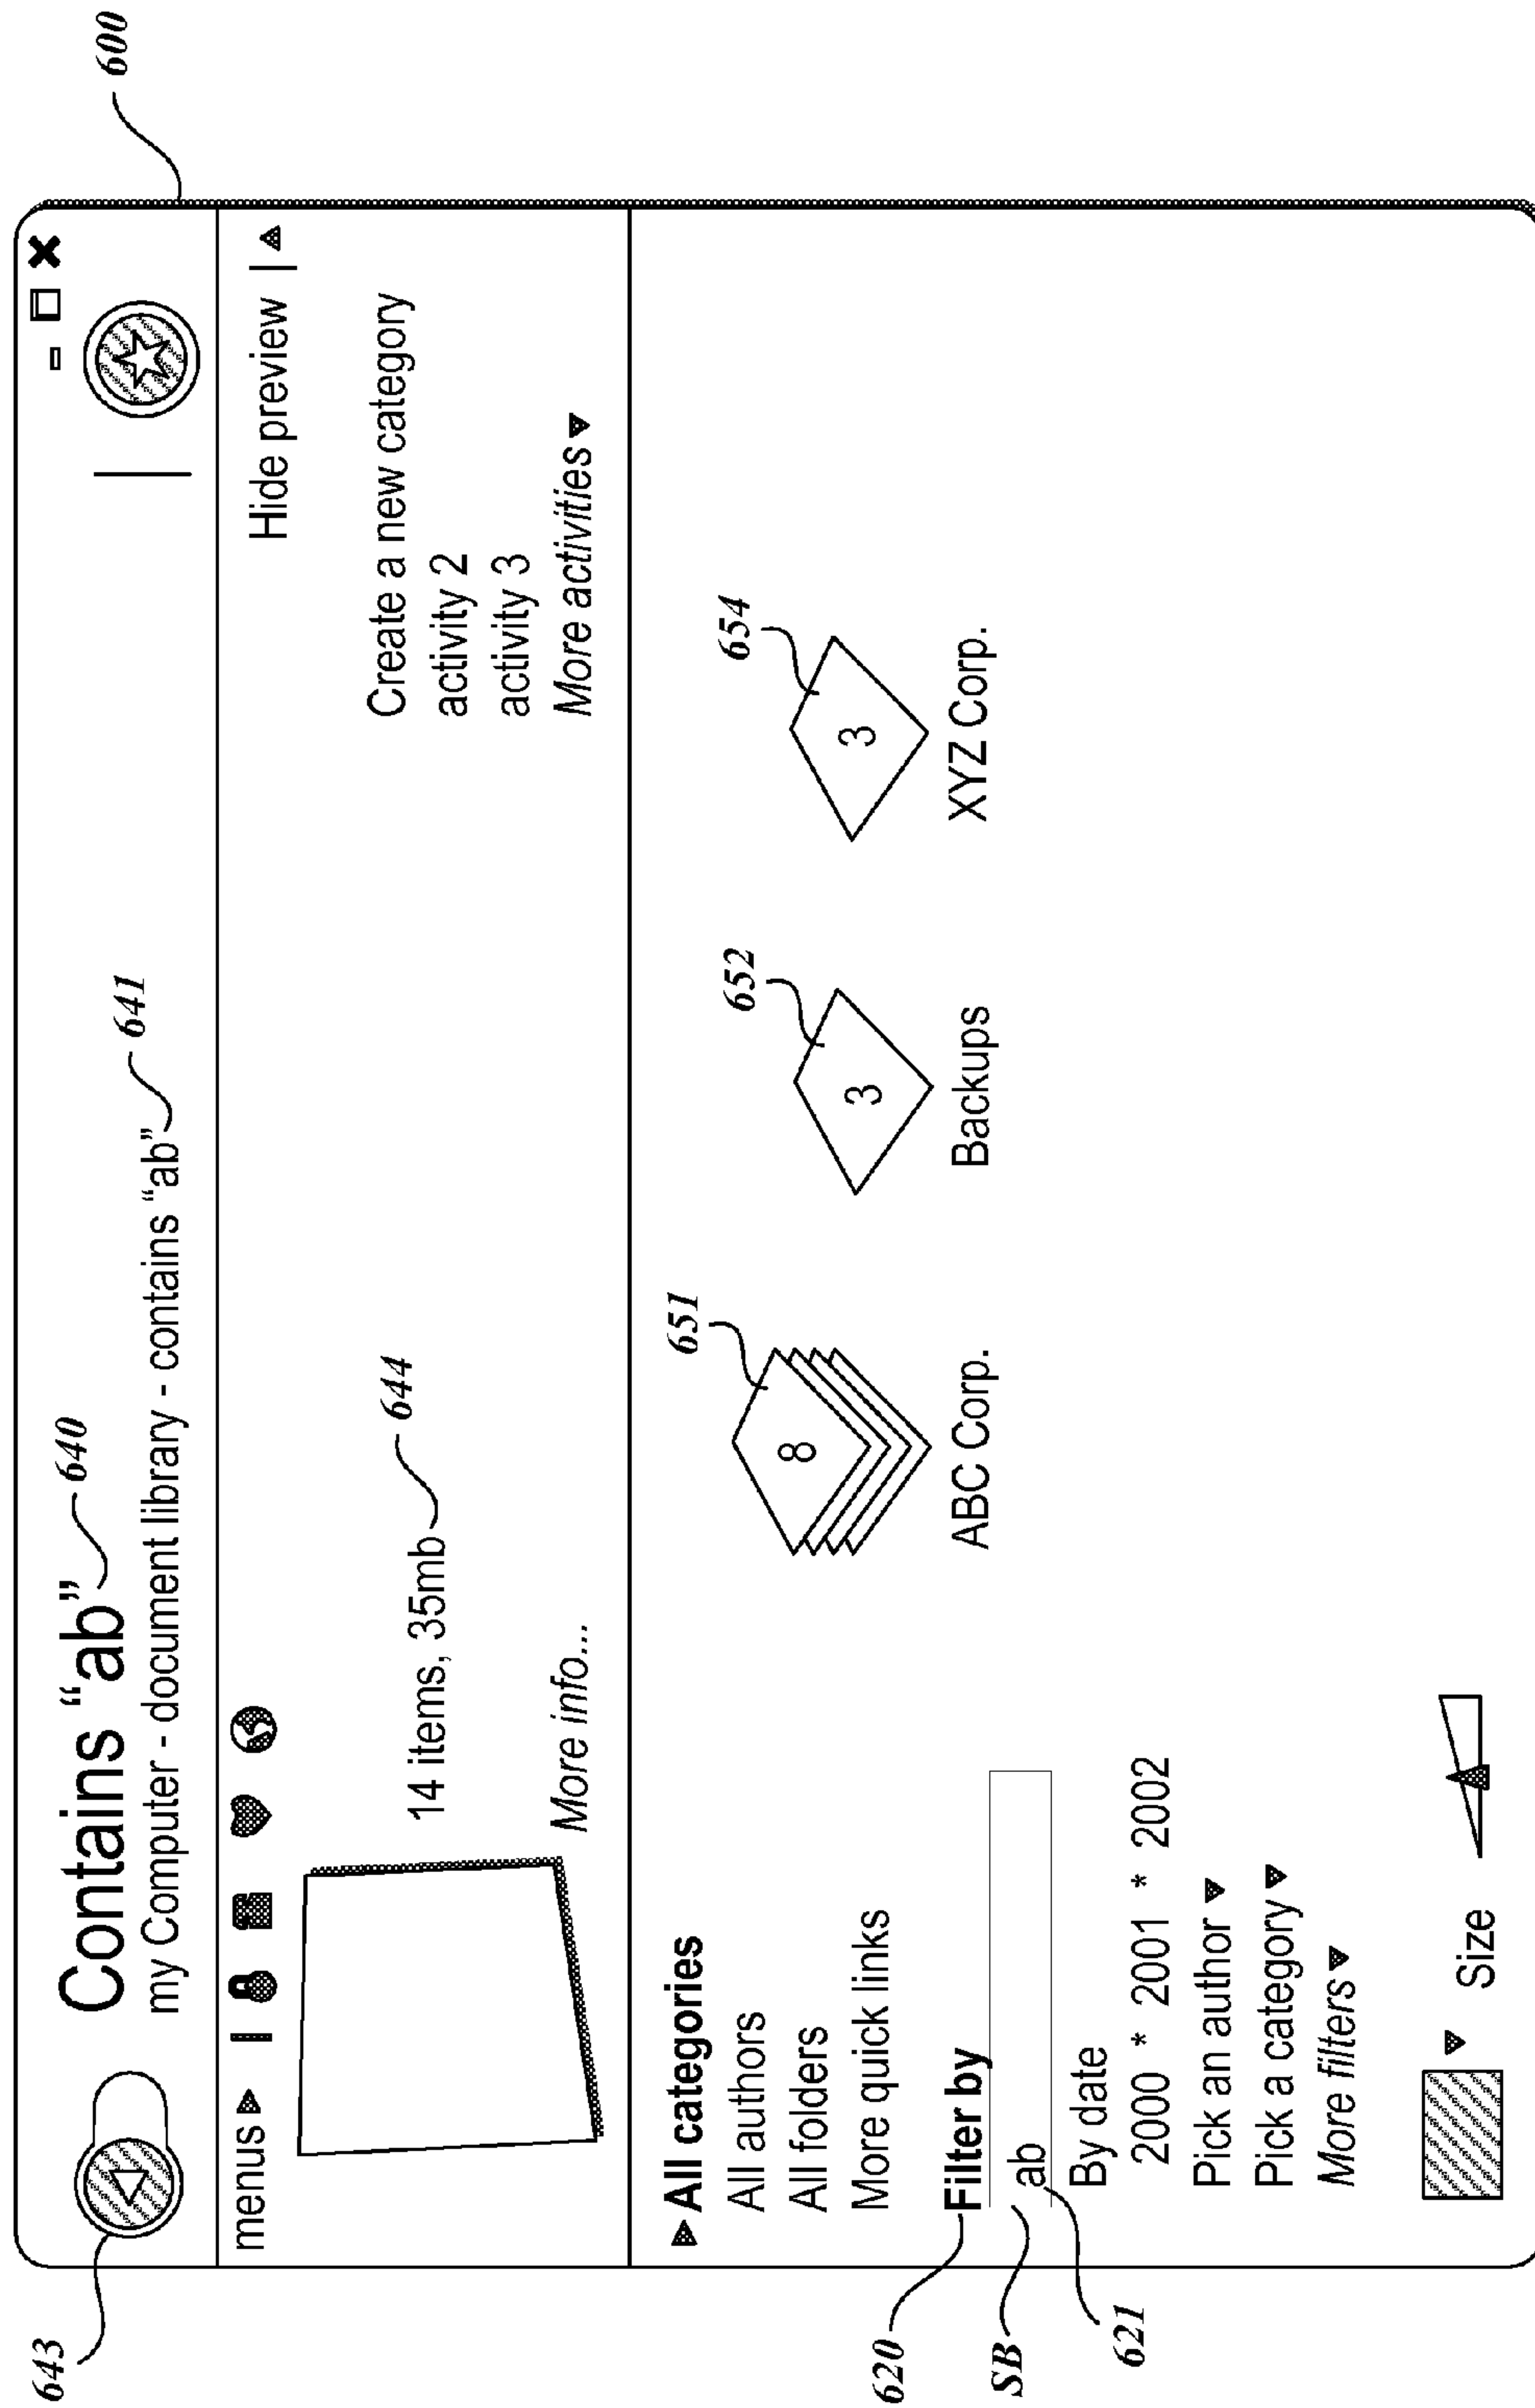 600
Contains “ab”
640
my Computer - document library - contains “ab”
641
643
menus
Hide preview
14 items, 35mb
644
More info...
Create a new category
activity 2
activity 3
More activities
All categories
All authors
All folders
More quick links
620
Filter by
SB
ab
621
By date
2000 * 2001 * 2002
Pick an author
Pick a category
More filters
Size
651
8
ABC Corp.
652
3
Backups
654
3
XYZ Corp.